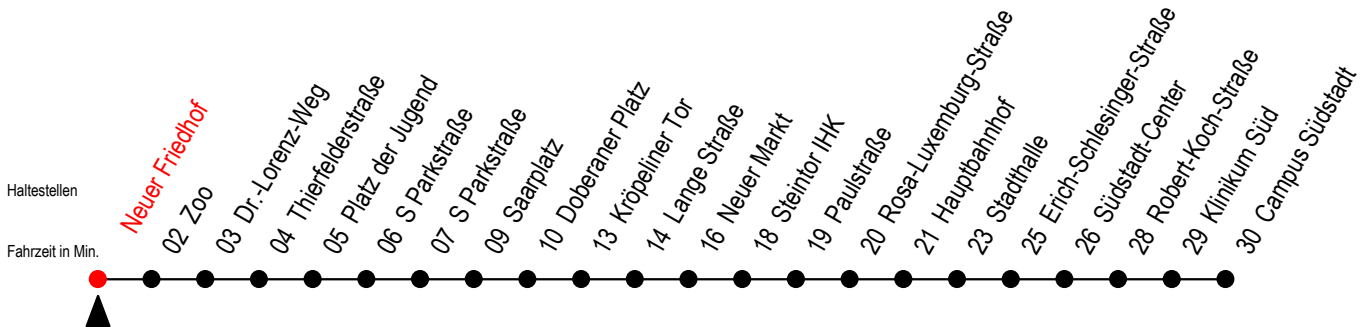 Haltestellen
Fahrzeit in Min.
Neuer Friedhof
02 Zoo
03 Dr.-Lorenz-Weg
04 Thierfelderstraße
05 Platz der Jugend
06 S Parkstraße
07 S Parkstraße
09 Saarplatz
10 Doberaner Platz
13 Kröpeliner Tor
14 Lange Straße
16 Neuer Markt
18 Steintor IHK
19 Paulstraße
20 Rosa-Luxemburg-Straße
21 Hauptbahnhof
23 Stadthalle
25 Erich-Schlesinger-Straße
26 Südstadt-Center
28 Robert-Koch-Straße
29 Klinikum Süd
30 Campus Südstadt